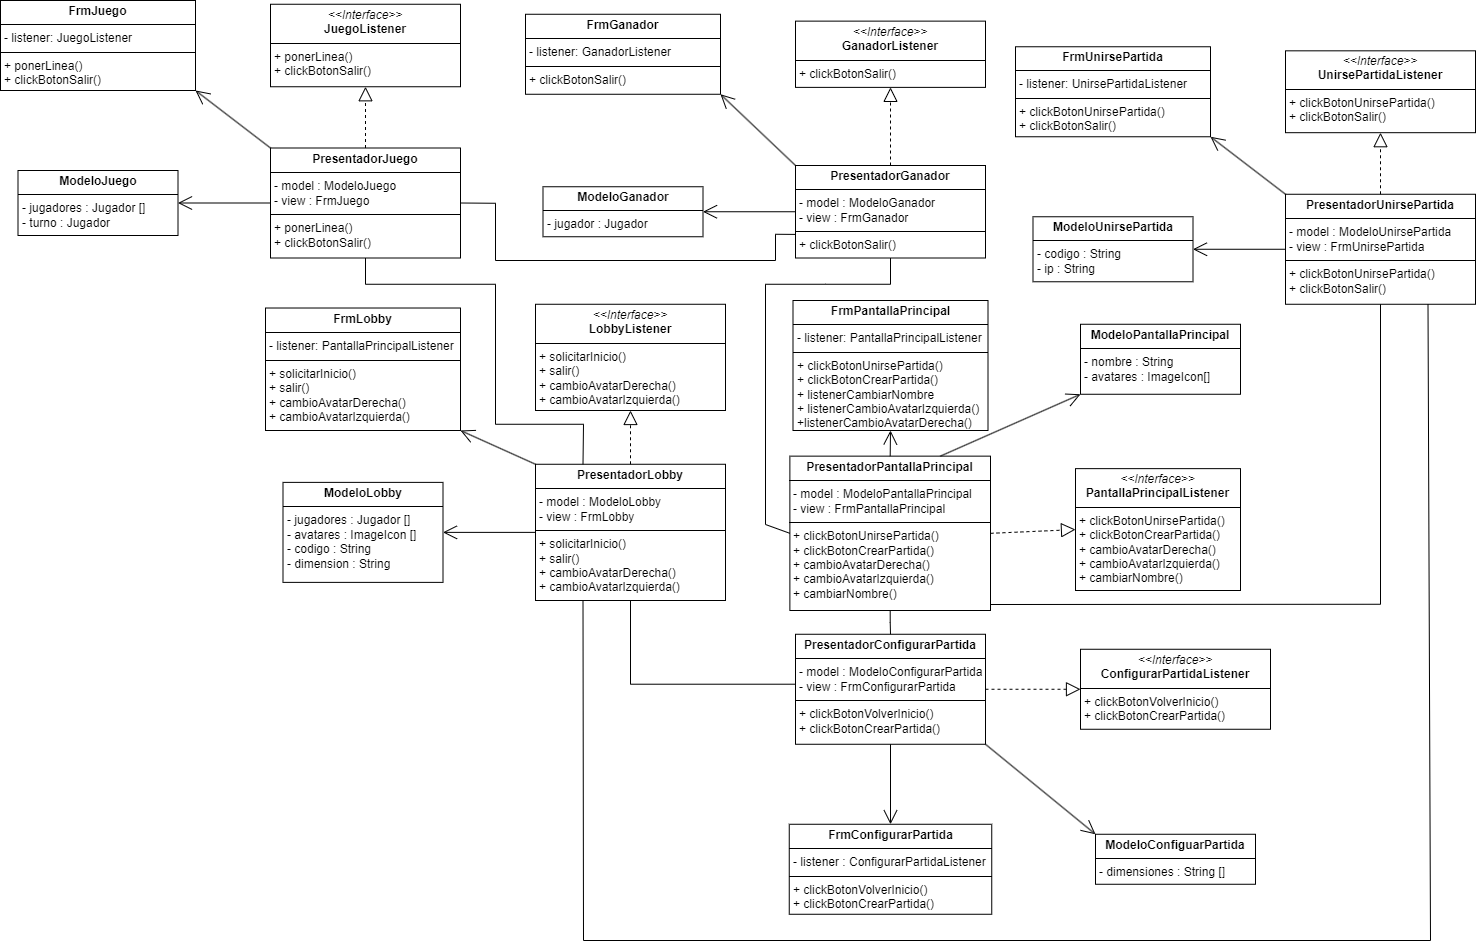 FrmJuego
- listener: JuegoListener
+ ponerLinea()
+ clickBotonSalir()
<<Interface>>
JuegoListener
+ ponerLinea()
+ clickBotonSalir()
FrmGanador
- listener: GanadorListener
+ clickBotonSalir()
<<Interface>>
GanadorListener
+ clickBotonSalir()
FrmUnirsePartida
- listener: UnirsePartidaListener
+ clickBotonUnirsePartida()
+ clickBotonSalir()
<<Interface>>
UnirsePartidaListener
+ clickBotonUnirsePartida()
+ clickBotonSalir()
ModeloJuego
- jugadores : Jugador []
- turno : Jugador
PresentadorJuego
- model : ModeloJuego
- view : FrmJuego
+ ponerLinea()
+ clickBotonSalir()
ModeloGanador
- jugador : Jugador
PresentadorGanador
- model : ModeloGanador
- view : FrmGanador
+ clickBotonSalir()
ModeloUnirsePartida
- codigo : String
- ip : String
PresentadorUnirsePartida
- model : ModeloUnirsePartida
- view : FrmUnirsePartida
+ clickBotonUnirsePartida()
+ clickBotonSalir()
FrmLobby
- listener: PantallaPrincipalListener
+ solicitarInicio()
+ salir()
+ cambioAvatarDerecha()
+ cambioAvatarIzquierda()
<<Interface>>
LobbyListener
+ solicitarInicio()
+ salir()
+ cambioAvatarDerecha()
+ cambioAvatarIzquierda()
FrmPantallaPrincipal
- listener: PantallaPrincipalListener
+ clickBotonUnirsePartida()
+ clickBotonCrearPartida()
+ listenerCambiarNombre
+ listenerCambioAvatarIzquierda()
+listenerCambioAvatarDerecha()
ModeloPantallaPrincipal
- nombre : String
- avatares : ImageIcon[]
ModeloLobby
- jugadores : Jugador []
- avatares : ImageIcon []
- codigo : String
- dimension : String
PresentadorLobby
- model : ModeloLobby
- view : FrmLobby
+ solicitarInicio()
+ salir()
+ cambioAvatarDerecha()
+ cambioAvatarIzquierda()
PresentadorPantallaPrincipal
- model : ModeloPantallaPrincipal
- view : FrmPantallaPrincipal
+ clickBotonUnirsePartida()
+ clickBotonCrearPartida()
+ cambioAvatarDerecha()
+ cambioAvatarIzquierda()
+ cambiarNombre()
<<Interface>>
PantallaPrincipalListener
+ clickBotonUnirsePartida()
+ clickBotonCrearPartida()
+ cambioAvatarDerecha()
+ cambioAvatarIzquierda()
+ cambiarNombre()
PresentadorConfigurarPartida
- model : ModeloConfigurarPartida
- view : FrmConfigurarPartida
+ clickBotonVolverInicio()
+ clickBotonCrearPartida()
<<Interface>>
ConfigurarPartidaListener
+ clickBotonVolverInicio()
+ clickBotonCrearPartida()
FrmConfigurarPartida
- listener : ConfigurarPartidaListener
+ clickBotonVolverInicio()
+ clickBotonCrearPartida()
ModeloConfiguarPartida
- dimensiones : String []